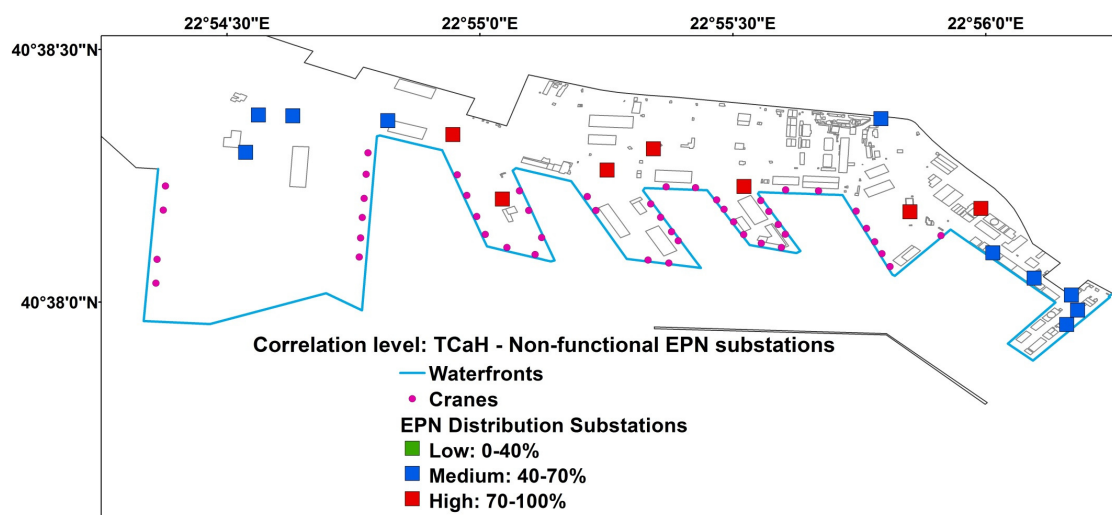 22°54'30"E 22°55'0"E 22°55'30"E 22°56'0"E
40°38'30"N
40°38'0"N
Correlation level: TCaH - Non-functional EPN substations
Waterfronts
Cranes
EPN Distribution Substations
Low: 0-40%
Medium: 40-70%
High: 70-100%